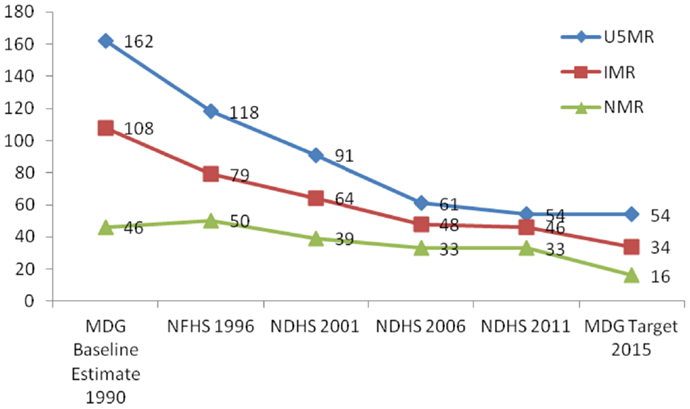 180
160
140
120
100
80
60
40
20
0
162
118
91
61
54
54
108
79
64
48
46
34
46
50
39
33
33
16
U5MR
IMR
NMR
MDG
Baseline
Estimate
1990
NFHS 1996
NDHS 2001
NDHS 2006
NDHS 2011
MDG Target
2015